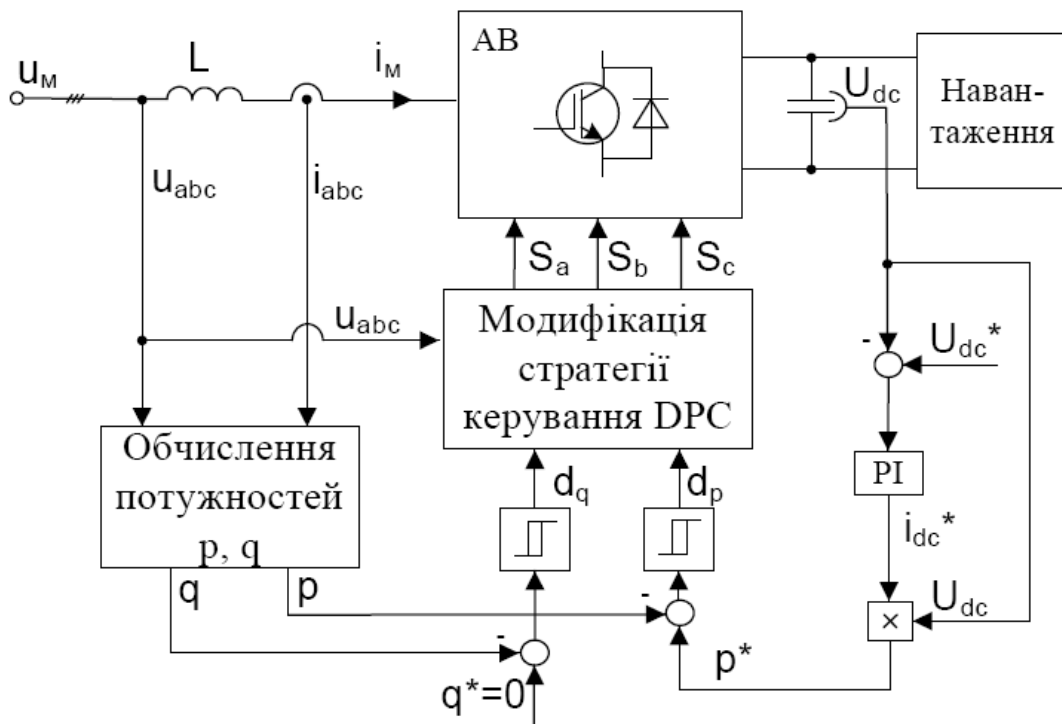 uм
L
iм
АВ
Udc
Наван-
таження
uabc
iabc
Sa
Sb
Sc
uabc
Модифікація
стратегії
керування DPC
-
Udc*
Обчислення
потужностей
p, q
dq
dp
PI
idc*
q
p
-
-
×
Udc
p*
q*=0